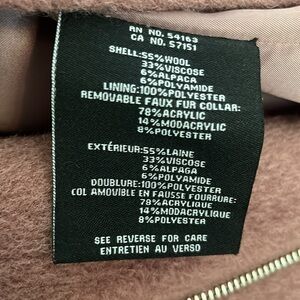 RN NO. 54163
CA NO. 57151
SHELL:55%WOOL
33%VISCOSE
6%ALPACA
6%POLYAMIDE
LINING:100%POLYESTER
REMOVABLE FAUX FUR COLLAR:
78%ACRYLIC
14%MODACRYLIC
8%POLYESTER
EXTÉRIEUR:55%LAINE
33%VISCOSE
6%ALPAGA
6%POLYAMIDE
DOUBLURE:100%POLYESTER
COL AMOVIBLE EN FAUSSE FOURRURE:
78%ACRYLIQUE
14%MODACRYLIQUE
8%POLYESTER
SEE REVERSE FOR CARE
ENTRETIEN AU VERSO